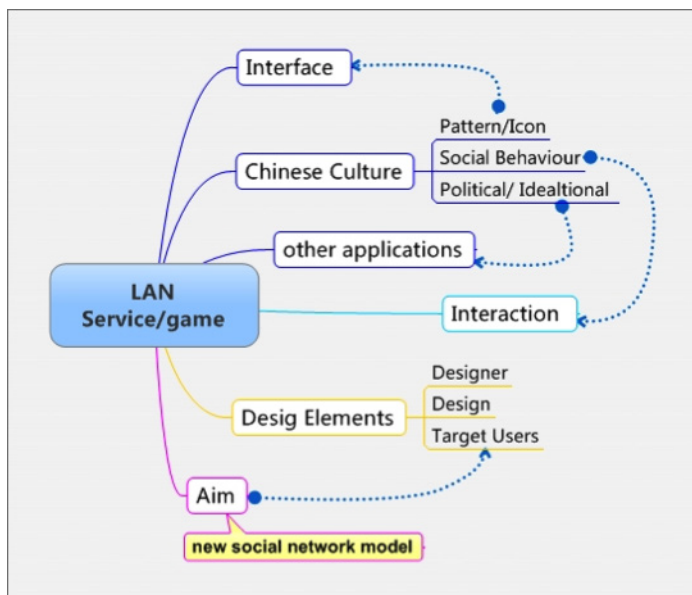 Interface
Pattern/Icon
Chinese Culture
Social Behaviour
Political/ Idealtional
other applications
LAN
Service/game
Interaction
Designer
Desig Elements
Design
Target Users
Aim
new social network model